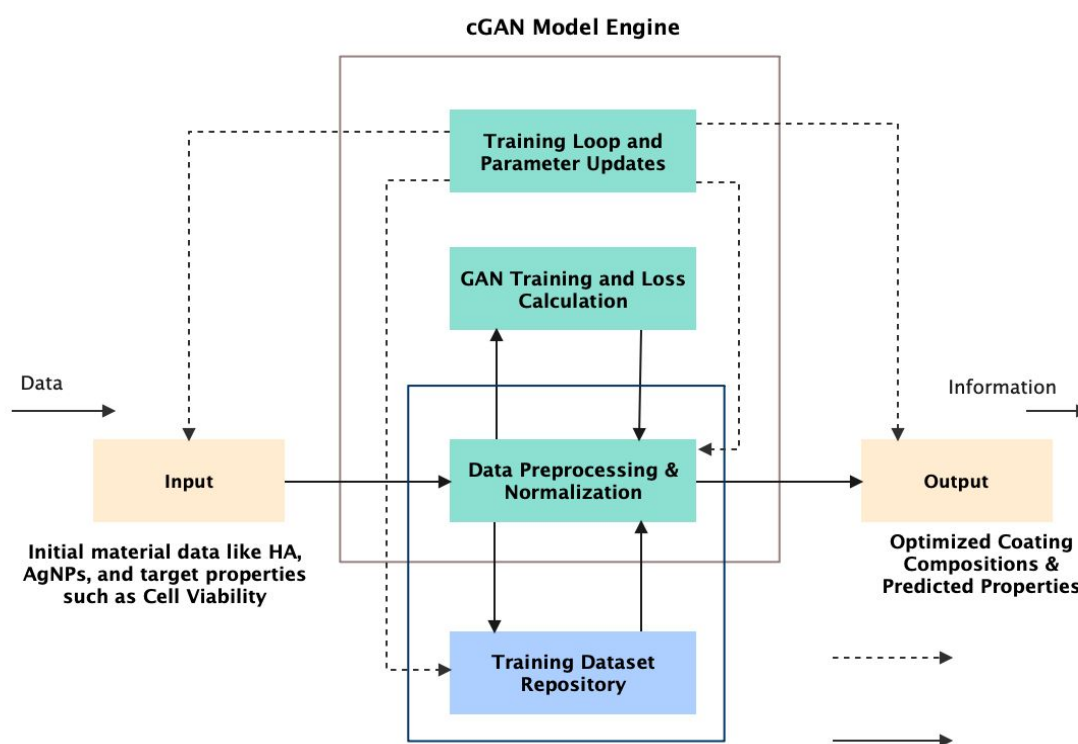 cGAN Model Engine
Training Loop and
Parameter Updates
GAN Training and Loss
Calculation
Data
Information
Input
Data Preprocessing &
Normalization
Output
Initial material data like HA,
AgNPs, and target properties
such as Cell Viability
Optimized Coating
Compositions &
Predicted Properties
Training Dataset
Repository